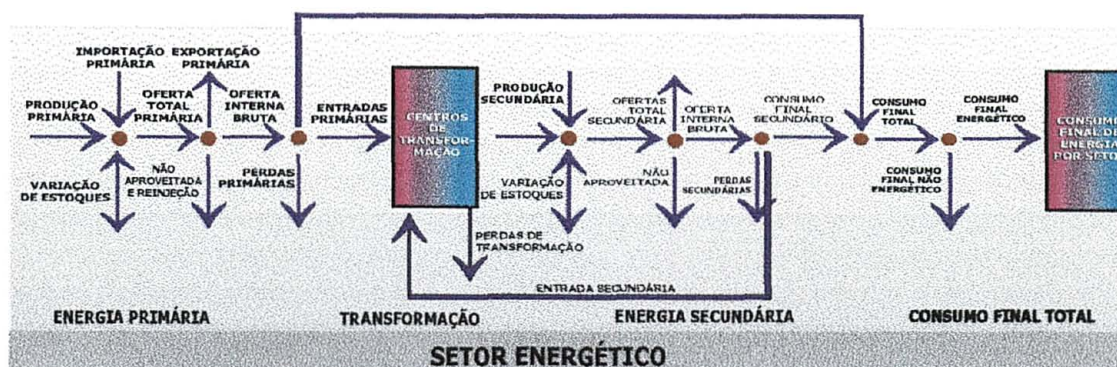 IMPORTAÇÃO
PRIMÁRIA
EXPORTAÇÃO
PRIMÁRIA
PRODUÇÃO
PRIMÁRIA
OFERTA
TOTAL
PRIMÁRIA
OFERTA
INTERNA
BRUTA
ENTRADAS
PRIMÁRIAS
VARIAÇÃO
DE ESTOQUES
NÃO
APROVEITADA
E REINJEÇÃO
PERDAS
PRIMÁRIAS
CENTROS
DE
TRANSFOR-
MAÇÃO
PERDAS DE
TRANSFORMAÇÃO
PRODUÇÃO
SECUNDÁRIA
OFERTAS
TOTAL
SECUNDÁRIA
OFERTA
INTERNA
BRUTA
CONSUMO
FINAL
SECUNDÁRIO
VARIAÇÃO
DE ESTOQUES
NÃO
APROVEITADA
PERDAS
SECUNDÁRIAS
ENTRADA SECUNDÁRIA
CONSUMO
FINAL
TOTAL
CONSUMO
FINAL
ENERGÉTICO
CONSUMO
FINAL NÃO
ENERGÉTICO
CONSUMO
FINAL DE
ENERGIA
POR SETO
ENERGIA PRIMÁRIA
TRANSFORMAÇÃO
ENERGIA SECUNDÁRIA
CONSUMO FINAL TOTAL
SETOR ENERGÉTICO